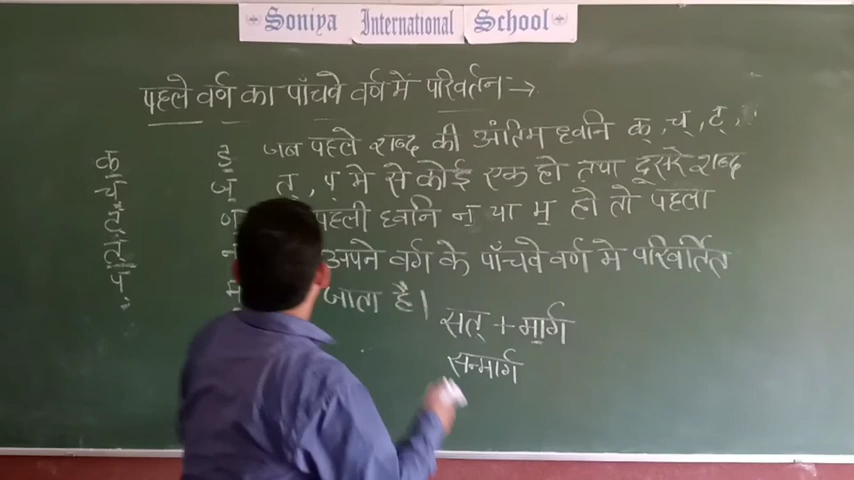 Soniya International School
पहले वर्ण का पाँचवे वर्ण में परिवर्तन :- →
जब पहले शब्द की अंतिम ध्वनि क्, च्, ट्,
त्, प् मे से कोई एक हो तथा दूसरे शब्द
पहली ध्वनि न् या म् हो तो पहला
अपने वर्ग के पाँचवे वर्ग मे परिवर्तित
जाता है।
सत् + मार्ग
सन्मार्ग
क्
च्
ट्
त्
प्